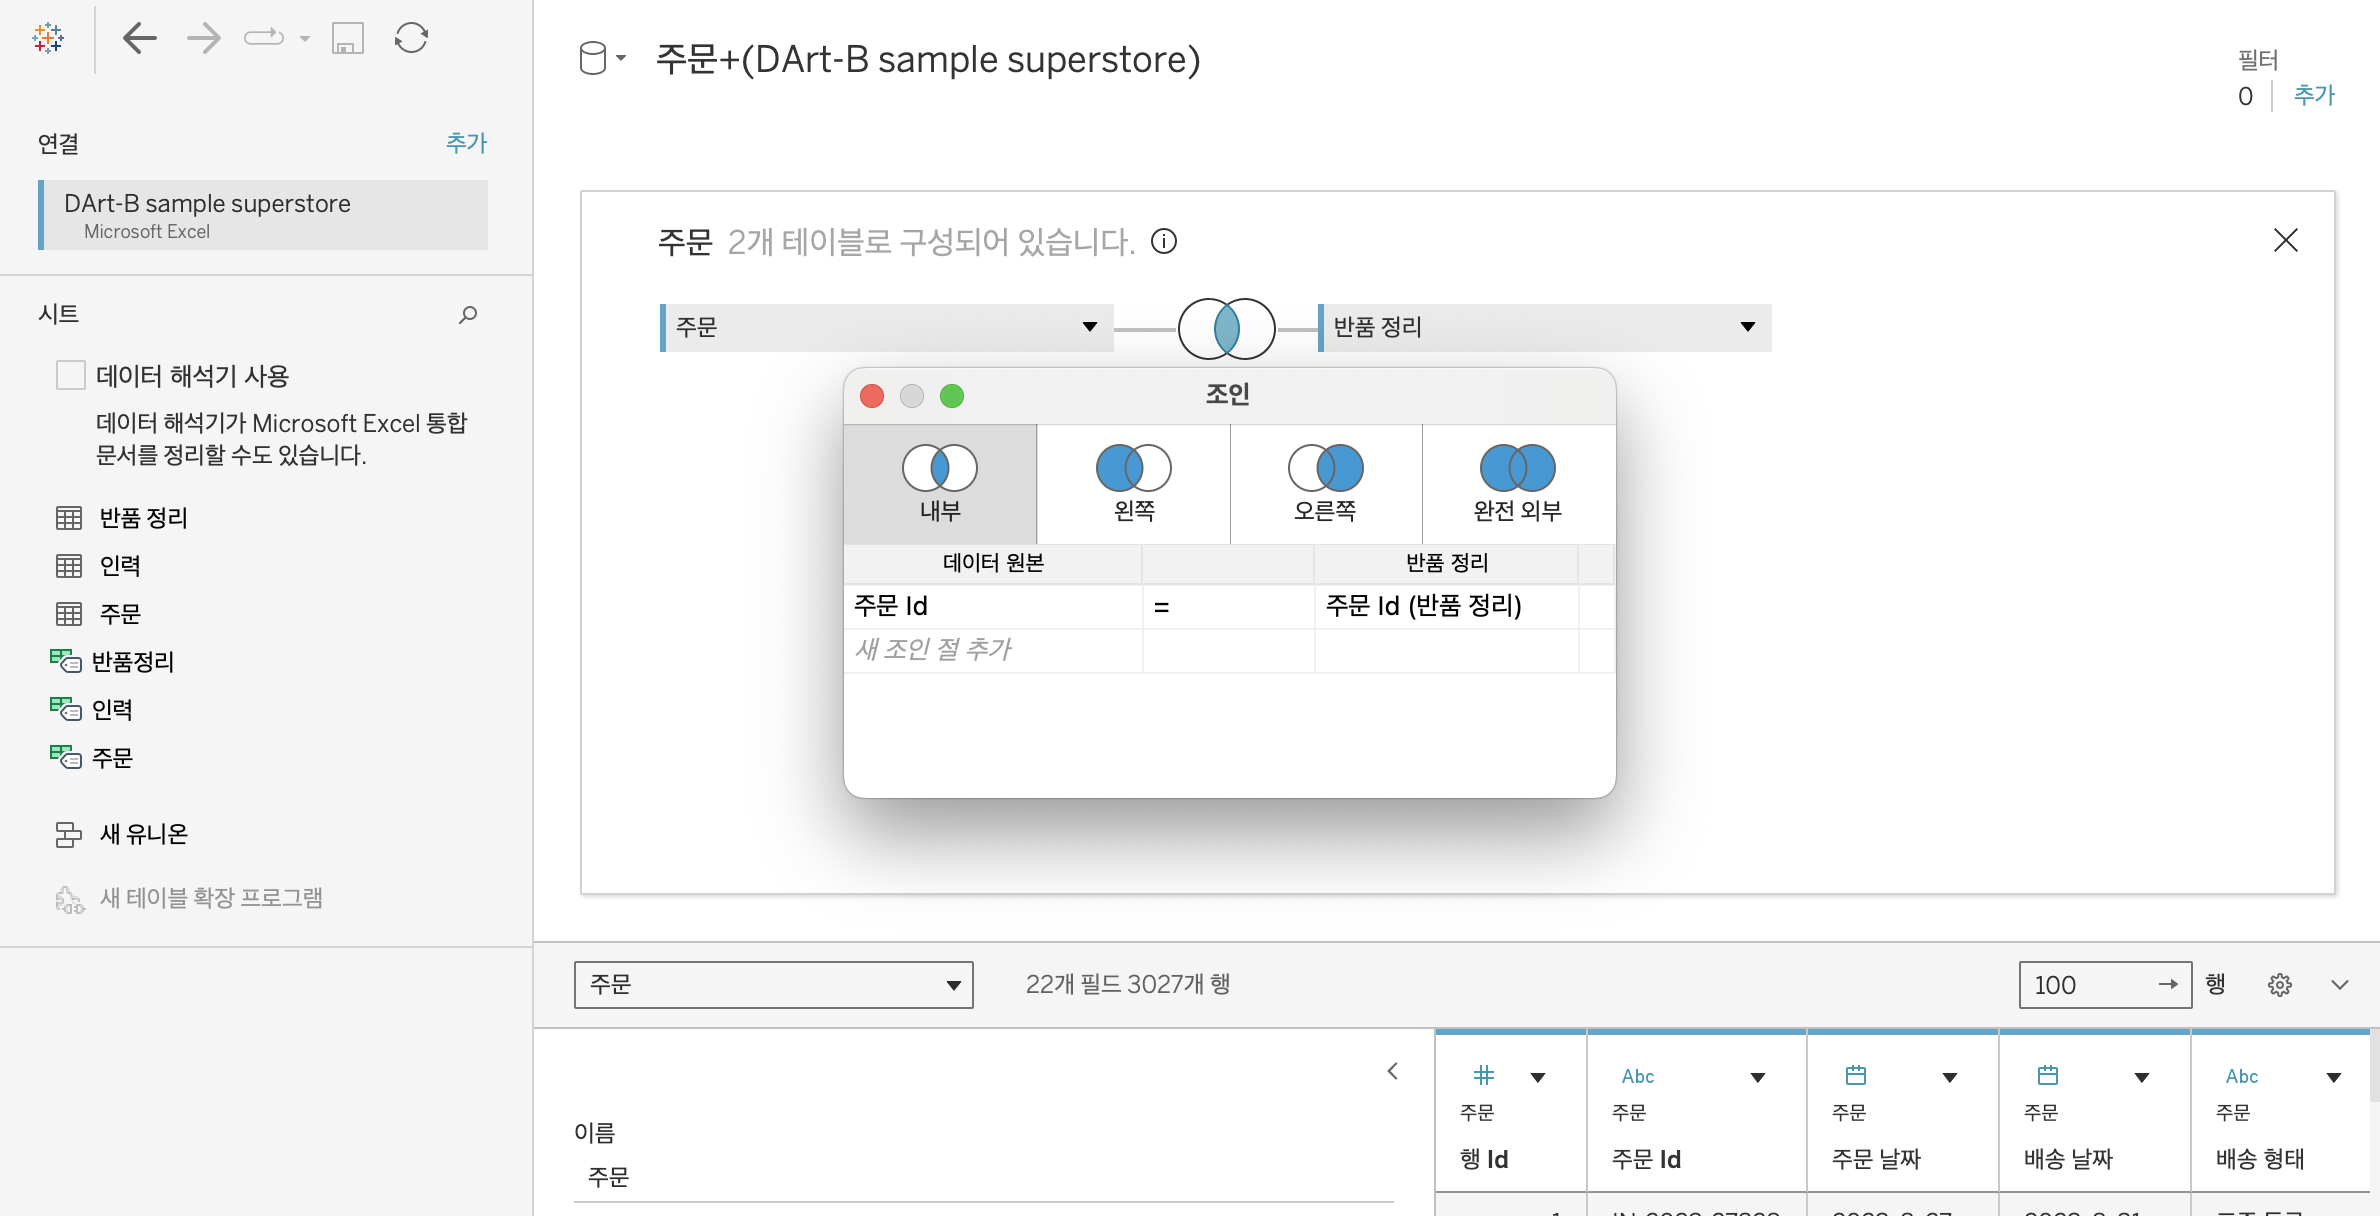 주문+(DArt-B sample superstore)
필터
0 추가
연결 추가
DArt-B sample superstore
Microsoft Excel
시트
데이터 해석기 사용
데이터 해석기가 Microsoft Excel 통합
문서를 정리할 수도 있습니다.
반품 정리
인력
주문
반품정리
인력
주문
새 유니온
새 테이블 확장 프로그램
주문 2개 테이블로 구성되어 있습니다.
주문 반품 정리
조인
내부 왼쪽 오른쪽 완전 외부
데이터 원본 반품 정리
주문 Id = 주문 Id (반품 정리)
새 조인 절 추가
주문 22개 필드 3027개 행 100 → 행
이름
주문
# Abc Abc
주문 주문 주문 주문 주문
행 Id 주문 Id 주문 날짜 배송 날짜 배송 형태